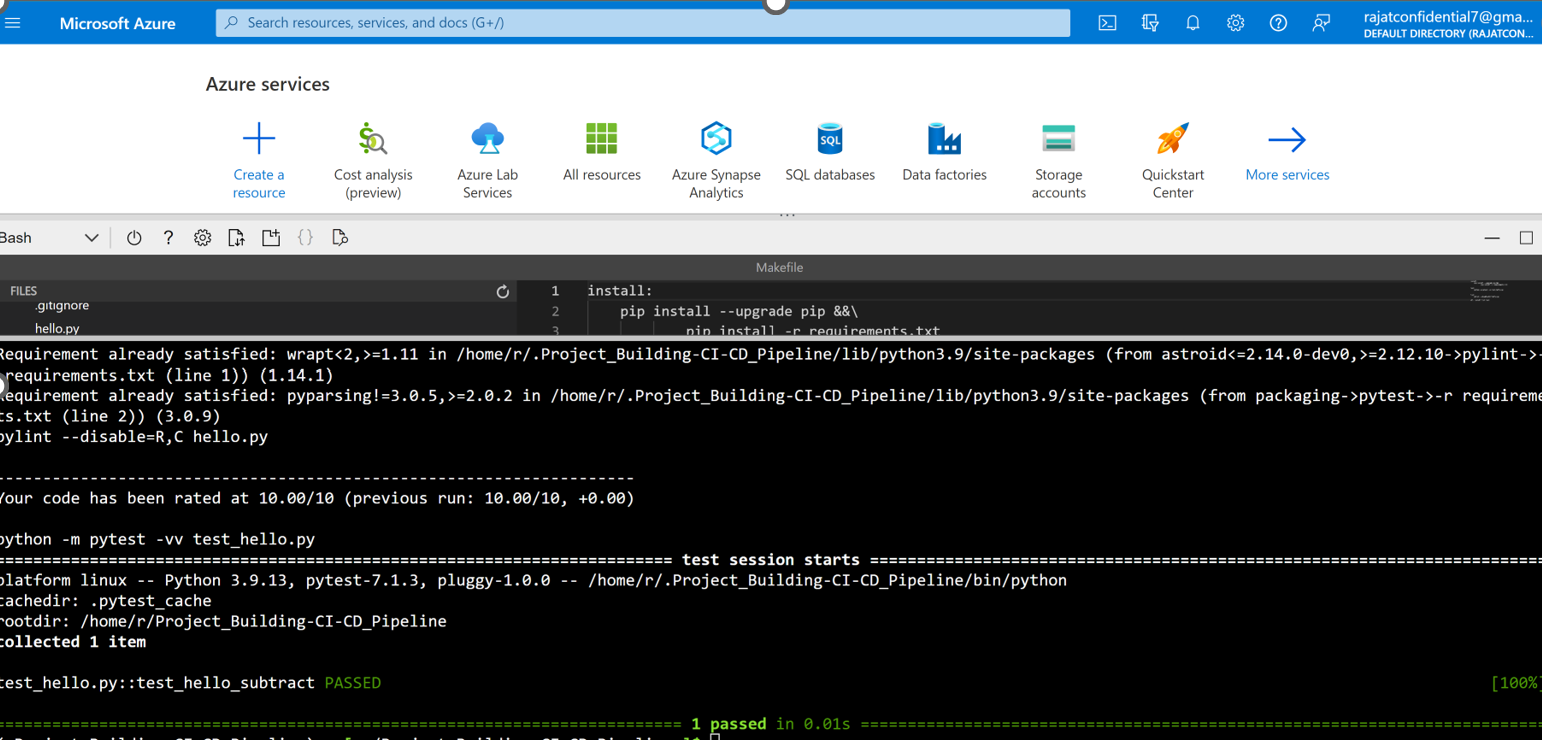 Microsoft Azure
Search resources, services, and docs (G+/)
rajatconfidential7@gma...
DEFAULT DIRECTORY (RAJATCON...
Azure services
Create a resource
Cost analysis (preview)
Azure Lab Services
All resources
Azure Synapse Analytics
SQL
SQL databases
Data factories
Storage accounts
Quickstart Center
More services
Bash
Makefile
FILES
.gitignore
hello.py
1 install:
2 pip install --upgrade pip &&\
3 pip install -r requirements.txt
Requirement already satisfied: wrapt<2,>=1.11 in /home/r/.Project_Building-CI-CD_Pipeline/lib/python3.9/site-packages (from astroid<=2.14.0-dev0,>=2.12.10->pylint->-
requirements.txt (line 1)) (1.14.1)
Requirement already satisfied: pyparsing!=3.0.5,>=2.0.2 in /home/r/.Project_Building-CI-CD_Pipeline/lib/python3.9/site-packages (from packaging->pytest->-r requireme
ts.txt (line 2)) (3.0.9)
pylint --disable=R,C hello.py
--------------------------------------------------------------------
Your code has been rated at 10.00/10 (previous run: 10.00/10, +0.00)
python -m pytest -vv test_hello.py
======================================================================== test session starts ========================================================================
platform linux -- Python 3.9.13, pytest-7.1.3, pluggy-1.0.0 -- /home/r/.Project_Building-CI-CD_Pipeline/bin/python
cachedir: .pytest_cache
rootdir: /home/r/Project_Building-CI-CD_Pipeline
collected 1 item
test_hello.py::test_hello_subtract PASSED [100%]
========================================================================= 1 passed in 0.01s =========================================================================